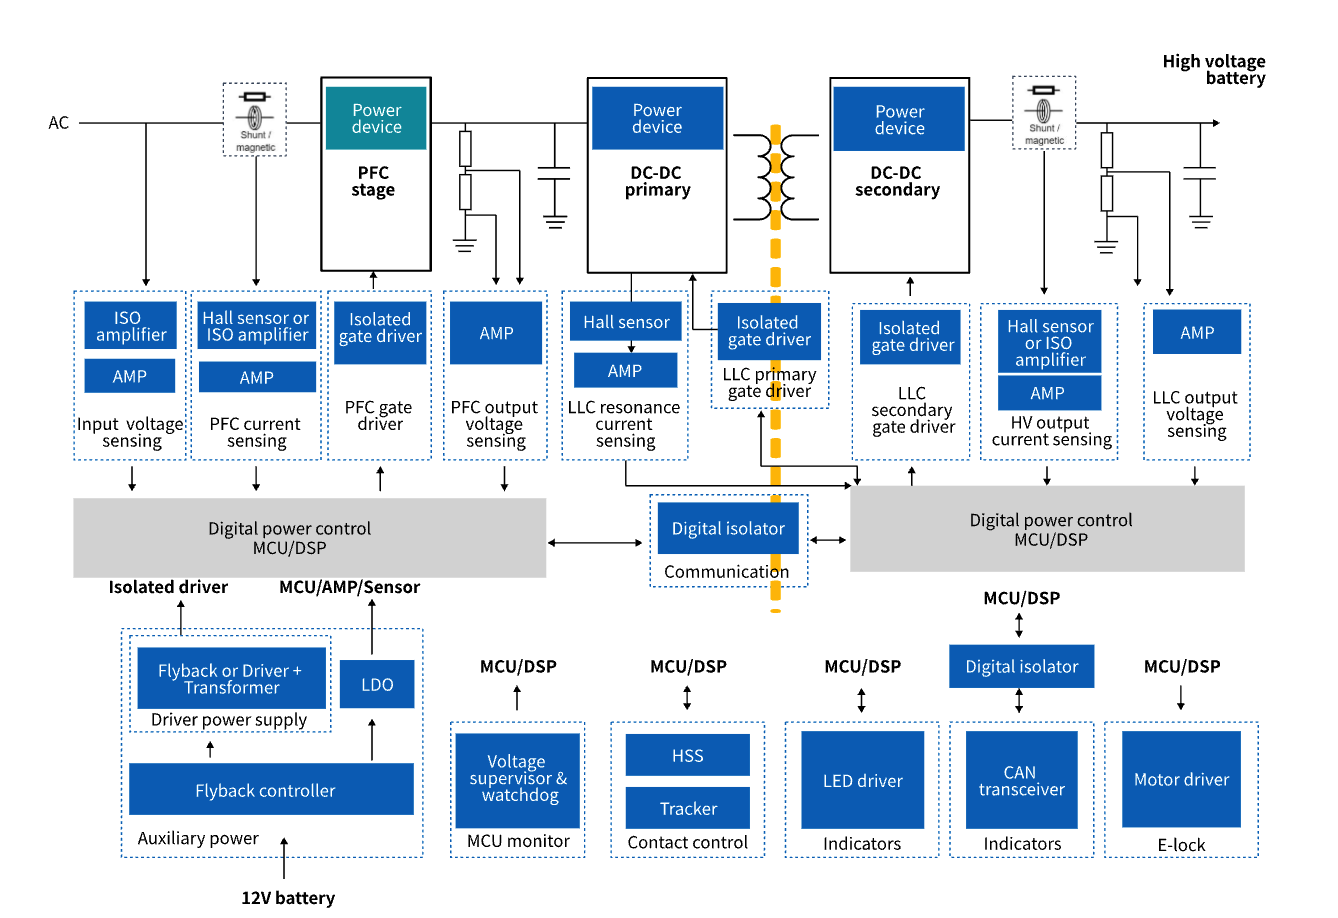 High voltage
battery
AC
Shunt /
magnetic
Power
device
PFC
stage
Power
device
DC-DC
primary
Power
device
DC-DC
secondary
Shunt /
magnetic
ISO
amplifier
AMP
Input voltage
sensing
Hall sensor or
ISO amplifier
AMP
PFC current
sensing
Isolated
gate driver
PFC gate
driver
AMP
PFC output
voltage
sensing
Hall sensor
AMP
LLC resonance
current
sensing
Isolated
gate driver
LLC primary
gate driver
Isolated
gate driver
LLC
secondary
gate driver
Hall sensor
or ISO
amplifier
AMP
HV output
current sensing
AMP
LLC output
voltage
sensing
Digital power control
MCU/DSP
Digital isolator
Communication
Digital power control
MCU/DSP
Isolated driver
MCU/AMP/Sensor
Flyback or Driver +
Transformer
Driver power supply
LDO
Flyback controller
Auxiliary power
12V battery
MCU/DSP
Voltage
supervisor &
watchdog
MCU monitor
MCU/DSP
HSS
Tracker
Contact control
MCU/DSP
LED driver
Indicators
MCU/DSP
Digital isolator
CAN
transceiver
Indicators
MCU/DSP
Motor driver
E-lock